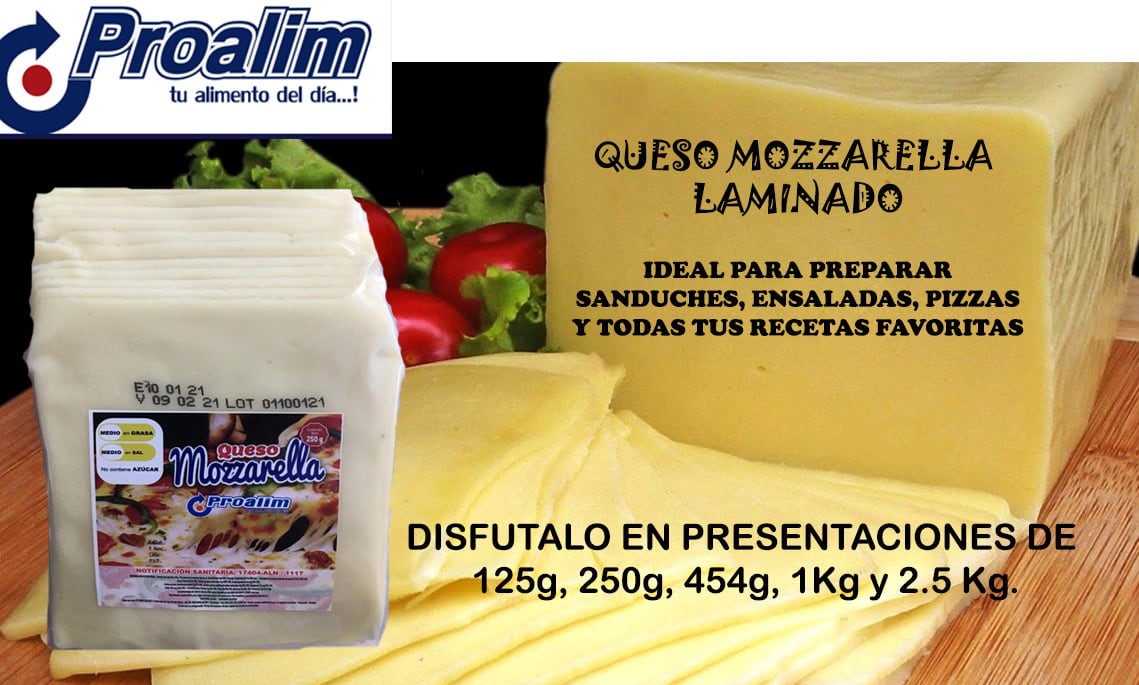 Proalim
tu alimento del día...!
QUESO MOZZARELLA
LAMINADO
IDEAL PARA PREPARAR
SANDUCHES, ENSALADAS, PIZZAS
Y TODAS TUS RECETAS FAVORITAS
E 10 01 21
V 09 02 21 LOT 01100121
MEDIO en GRASA
MEDIO en SAL
No contiene AZÚCAR
250 g
Queso
Mozzarella
Proalim
NOTIFICACIÓN SANITARIA: 17404-ALN - 1117
DISFUTALO EN PRESENTACIONES DE
125g, 250g, 454g, 1Kg y 2.5 Kg.